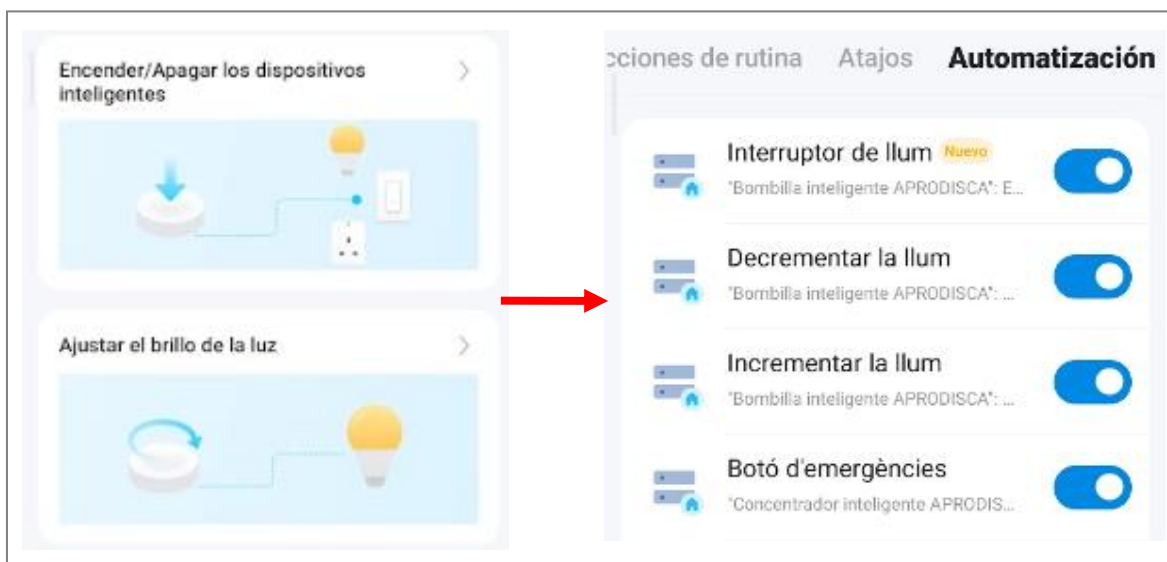 Encender/Apagar los dispositivos
inteligentes
Ajustar el brillo de la luz
cciones de rutina Atajos Automatización
Interruptor de llum Nuevo
"Bombilla inteligente APRODISCA": E...
Decrementar la llum
"Bombilla inteligente APRODISCA": ...
Incrementar la llum
"Bombilla inteligente APRODISCA": ...
Botó d'emergències
"Concentrador inteligente APRODIS...